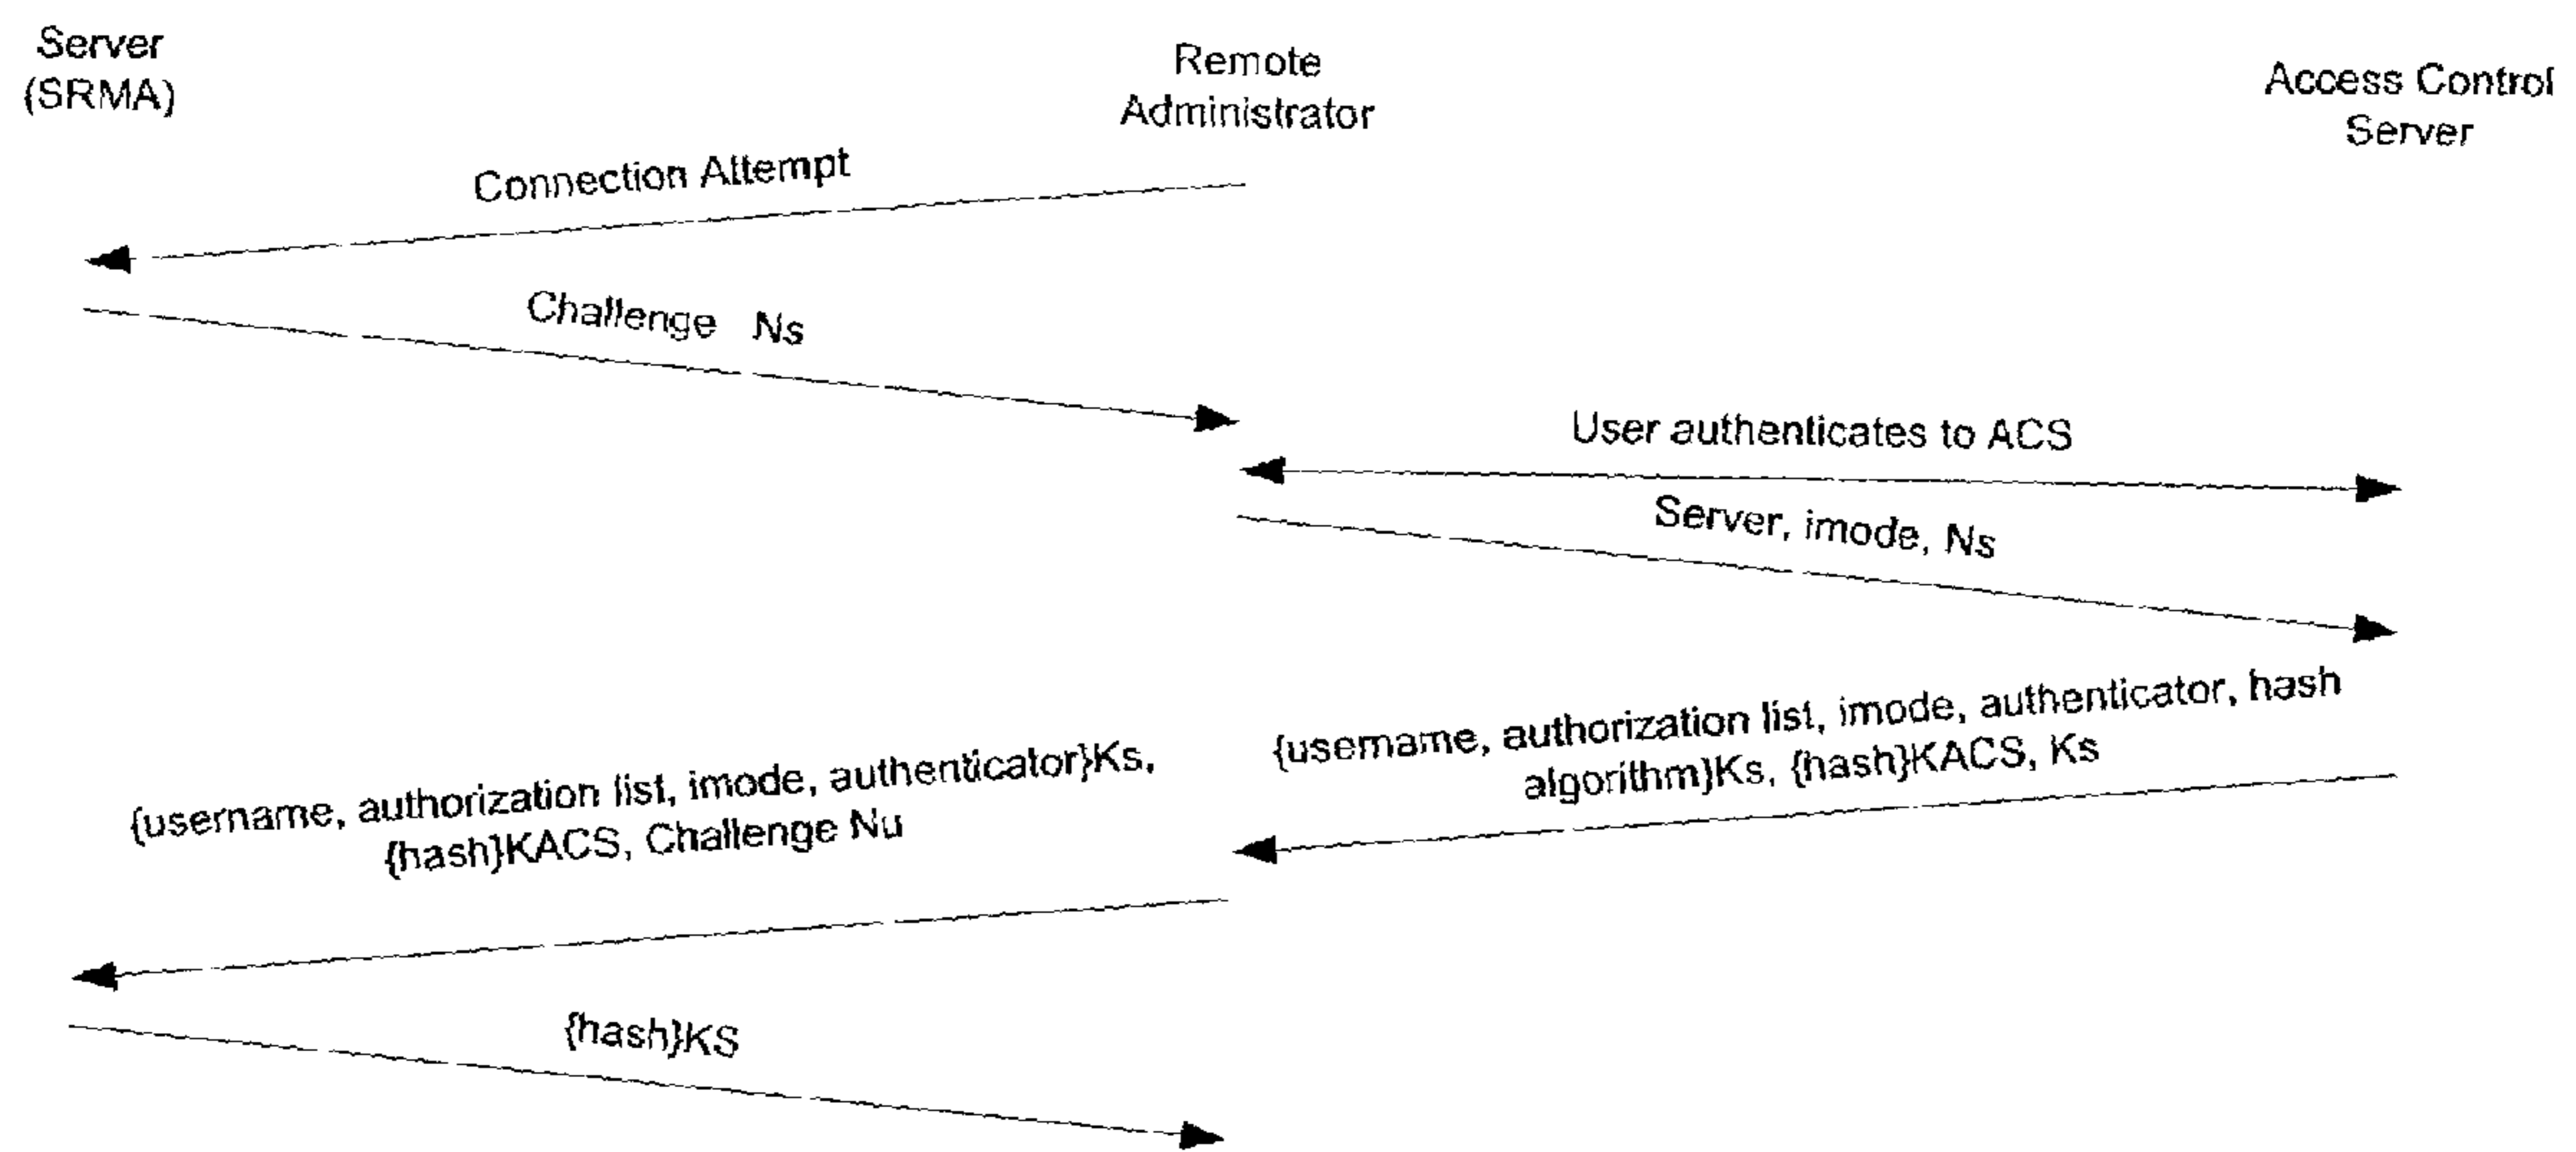 Server
(SRMA)
Remote
Administrator
Access Control
Server
Connection Attempt
Challenge Ns
User authenticates to ACS
Server, imode, Ns
{username, authorization list, imode, authenticator, hash
algorithm}Ks, {hash}KACS, Ks
{username, authorization list, imode, authenticator}Ks,
{hash}KACS, Challenge Nu
{hash}KS